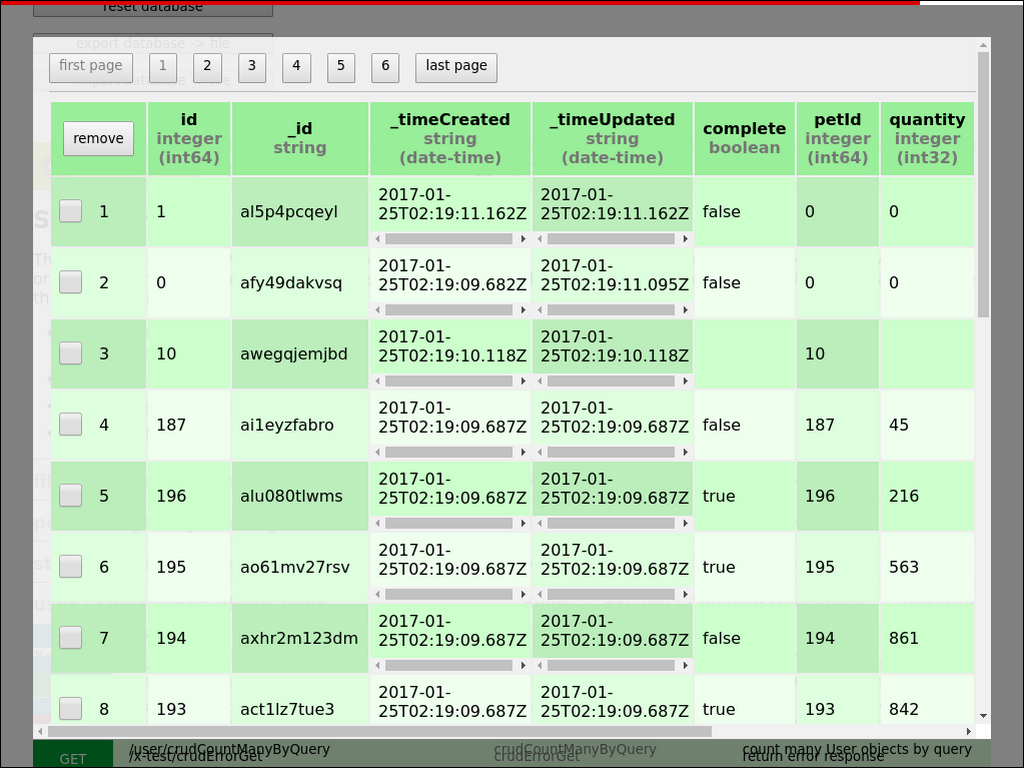 reset database
export database -> file
first page 1 2 3 4 5 6 last page
remove
id
integer
(int64)
_id
string
_timeCreated
string
(date-time)
_timeUpdated
string
(date-time)
complete
boolean
petId
integer
(int64)
quantity
integer
(int32)
1 1 al5p4pcqeyl 2017-01-25T02:19:11.162Z 2017-01-25T02:19:11.162Z false 0 0
2 0 afy49dakvsq 2017-01-25T02:19:09.682Z 2017-01-25T02:19:11.095Z false 0 0
3 10 awegqjemjbd 2017-01-25T02:19:10.118Z 2017-01-25T02:19:10.118Z 10
4 187 ai1eyzfabro 2017-01-25T02:19:09.687Z 2017-01-25T02:19:09.687Z false 187 45
5 196 alu080tlwms 2017-01-25T02:19:09.687Z 2017-01-25T02:19:09.687Z true 196 216
6 195 ao61mv27rsv 2017-01-25T02:19:09.687Z 2017-01-25T02:19:09.687Z true 195 563
7 194 axhr2m123dm 2017-01-25T02:19:09.687Z 2017-01-25T02:19:09.687Z false 194 861
8 193 act1lz7tue3 2017-01-25T02:19:09.687Z 2017-01-25T02:19:09.687Z true 193 842
/user/crudCountManyByQuery crudCountManyByQuery count many User objects by query
GET /x-test/crudErrorGet crudErrorGet return error response